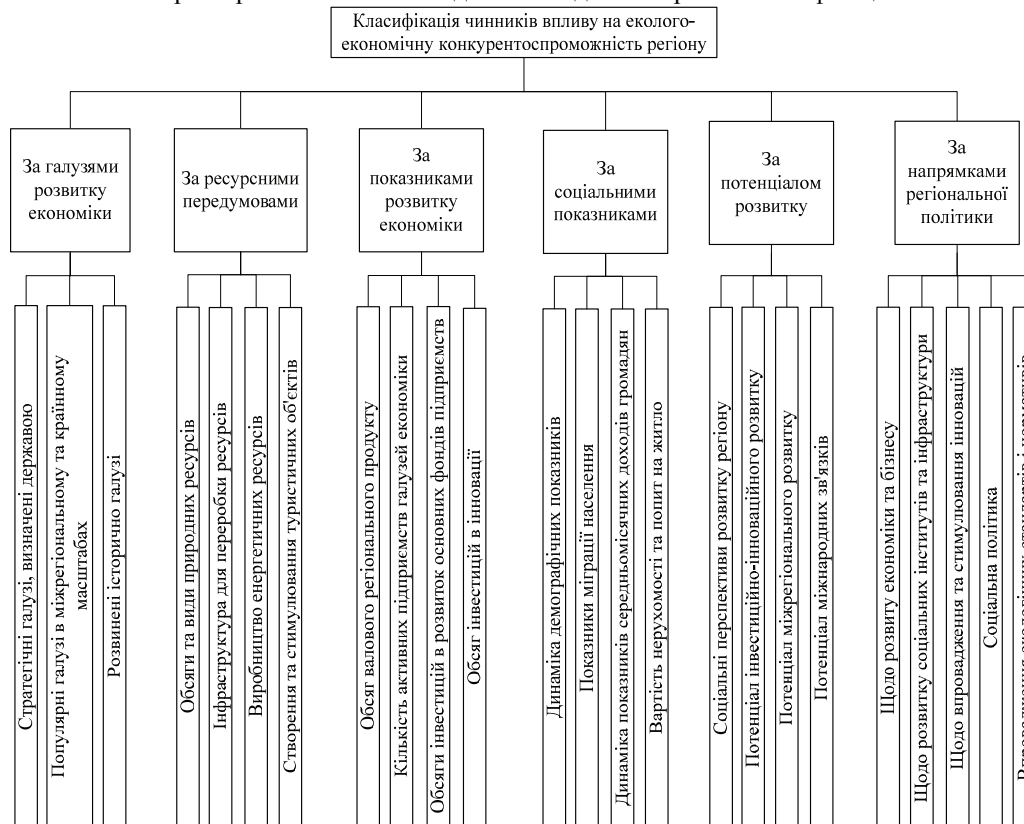 Класифікація чинників впливу на еколого-
економічну конкурентоспроможність регіону
За галузями
розвитку
економіки
За ресурсними
передумовами
За
показниками
розвитку
економіки
За
соціальними
показниками
За
потенціалом
розвитку
За
напрямками
регіональної
політики
Стратегічні галузі, визначені державою
Популярні галузі в міжрегіональному та країнному
масштабах
Розвинені історично галузі
Обсяги та види природних ресурсів
Інфраструктура для переробки ресурсів
Виробництво енергетичних ресурсів
Створення та стимулювання туристичних об'єктів
Обсяг валового регіонального продукту
Кількість активних підприємств галузей економіки
Обсяги інвестицій в розвиток основних фондів підприємств
Обсяг інвестицій в інновації
Динаміка демографічних показників
Показники міграції населення
Динаміка показників середньомісячних доходів громадян
Вартість нерухомості та попит на житло
Соціальні перспективи розвитку регіону
Потенціал інвестиційно-інноваційного розвитку
Потенціал міжрегіонального розвитку
Потенціал міжнародних зв'язків
Щодо розвиту економіки та бізнесу
Щодо розвитку соціальних інститутів та інфраструктури
Щодо впровадження та стимулювання інновацій
Соціальна політика